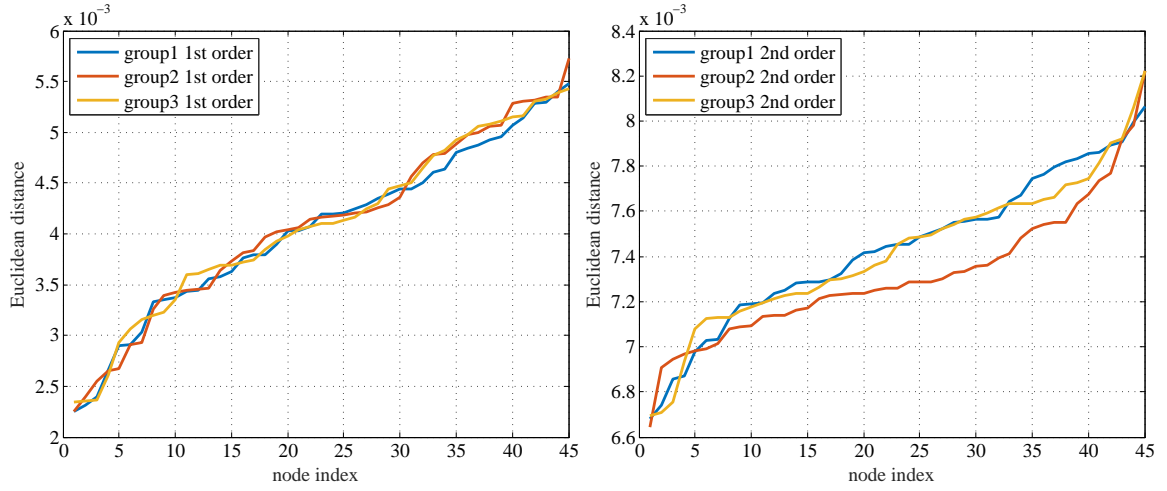 x 10⁻³
6
5.5
5
4.5
4
3.5
3
2.5
2
Euclidean distance
group1 1st order
group2 1st order
group3 1st order
0 5 10 15 20 25 30 35 40 45
node index
x 10⁻³
8.4
8.2
8
7.8
7.6
7.4
7.2
7
6.8
6.6
Euclidean distance
group1 2nd order
group2 2nd order
group3 2nd order
0 5 10 15 20 25 30 35 40 45
node index